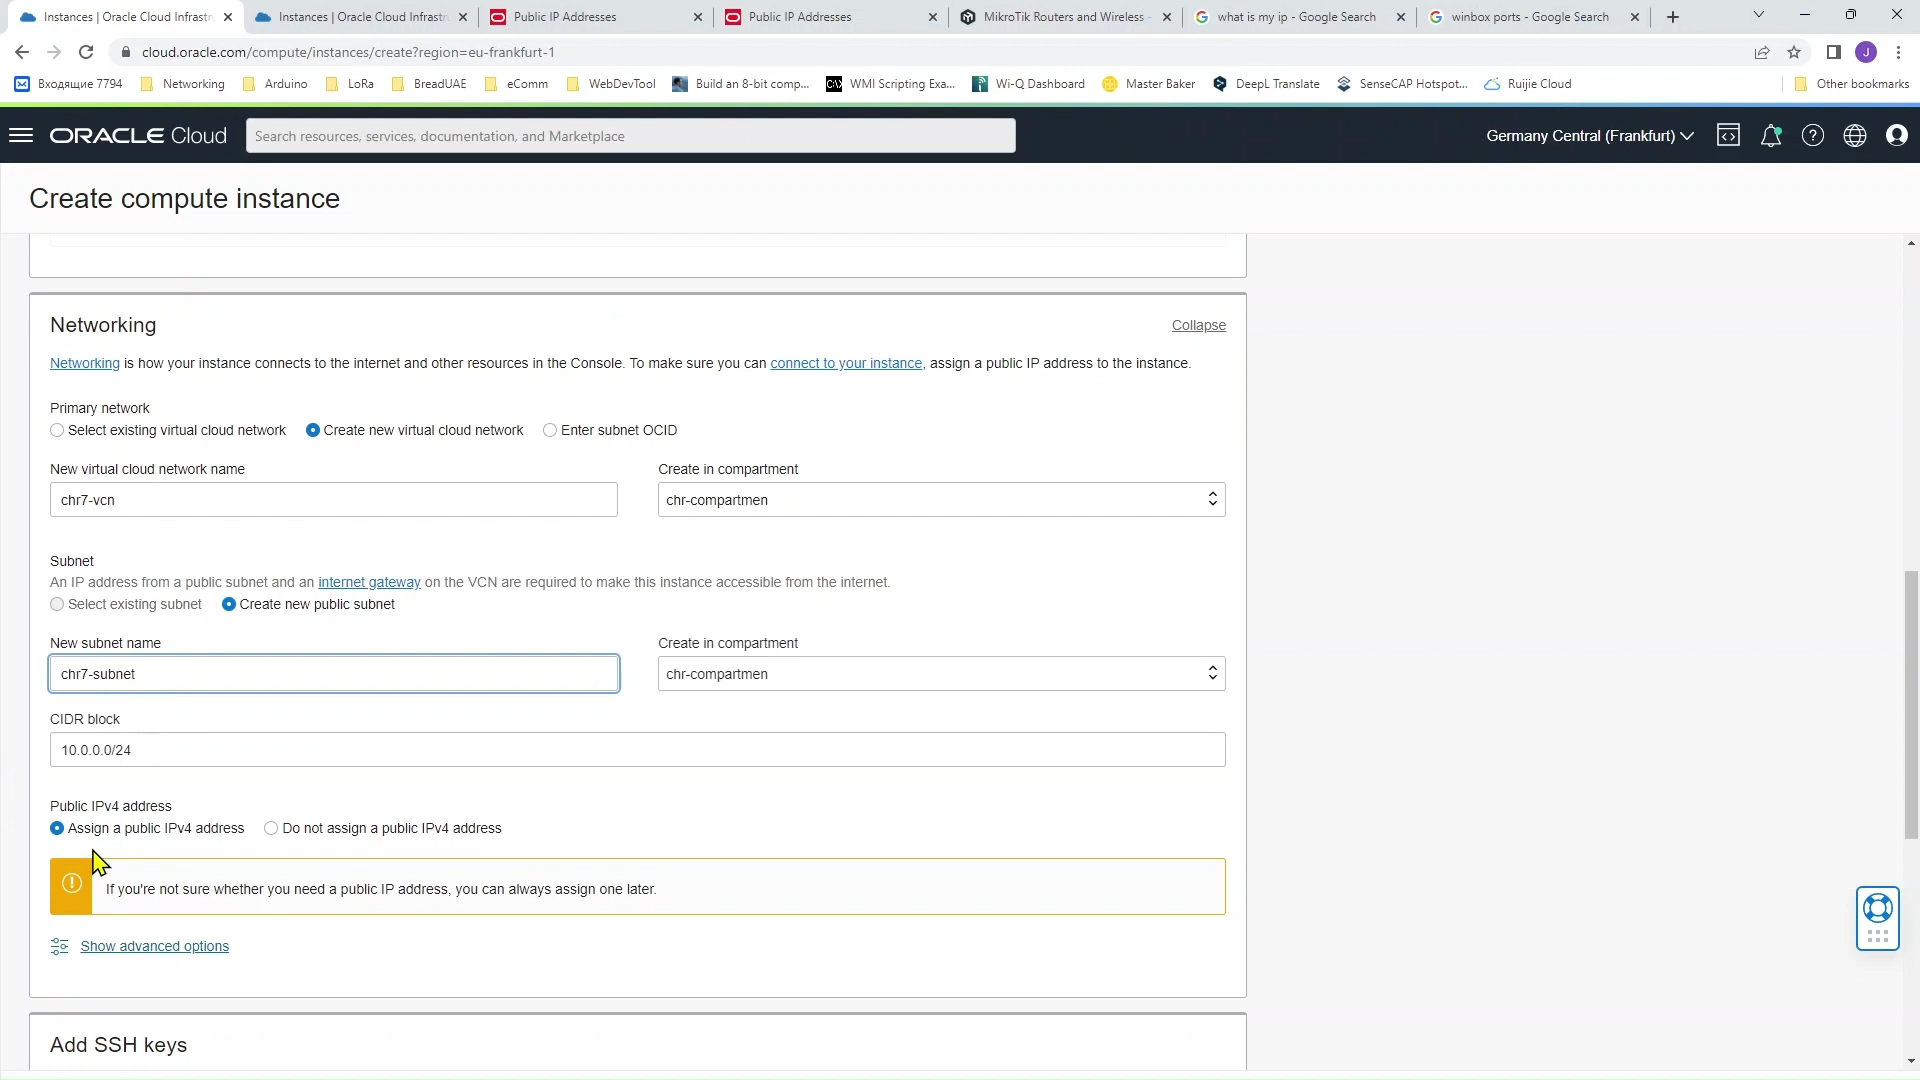 Instances | Oracle Cloud Infrastr
Instances | Oracle Cloud Infrastr
Public IP Addresses
Public IP Addresses
MikroTik Routers and Wireless -
what is my ip - Google Search
winbox ports - Google Search
cloud.oracle.com/compute/instances/create?region=eu-frankfurt-1
J
Входящие 7794
Networking
Arduino
LoRa
BreadUAE
eComm
WebDevTool
Build an 8-bit comp...
WMI Scripting Exa...
Wi-Q Dashboard
Master Baker
DeepL Translate
SenseCAP Hotspot...
Ruijie Cloud
Other bookmarks
ORACLE Cloud
Search resources, services, documentation, and Marketplace
Germany Central (Frankfurt)
Create compute instance
Networking
Collapse
Networking is how your instance connects to the internet and other resources in the Console. To make sure you can connect to your instance, assign a public IP address to the instance.
Primary network
Select existing virtual cloud network
Create new virtual cloud network
Enter subnet OCID
New virtual cloud network name
Create in compartment
chr7-vcn
chr-compartmen
Subnet
An IP address from a public subnet and an internet gateway on the VCN are required to make this instance accessible from the internet.
Select existing subnet
Create new public subnet
New subnet name
Create in compartment
chr7-subnet
chr-compartmen
CIDR block
10.0.0.0/24
Public IPv4 address
Assign a public IPv4 address
Do not assign a public IPv4 address
If you're not sure whether you need a public IP address, you can always assign one later.
Show advanced options
Add SSH keys